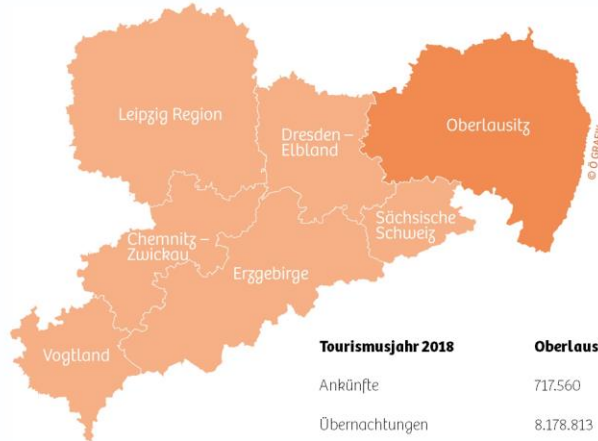 Leipzig Region
Dresden –
Elbland
Oberlausitz
Sächsische
Schweiz
Chemnitz –
Zwickau
Erzgebirge
Vogtland
Tourismusjahr 2018 Oberlaus
Ankünfte 717.560
Übernachtungen 8.178.813
© Ö GRAFIK